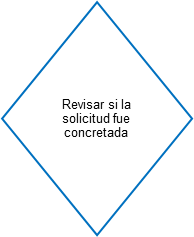 Revisar si la
solicitud fue
concretada